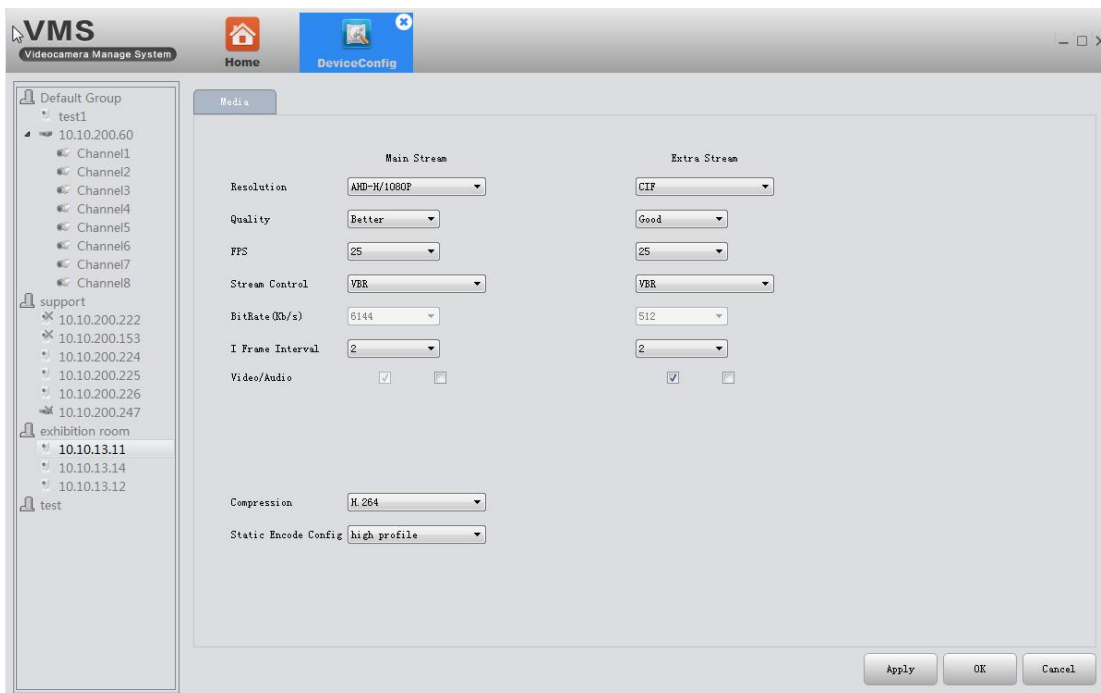 VMS
Videocamera Manage System
Home
DeviceConfig
Default Group
test1
10.10.200.60
Channel1
Channel2
Channel3
Channel4
Channel5
Channel6
Channel7
Channel8
support
10.10.200.222
10.10.200.153
10.10.200.224
10.10.200.225
10.10.200.226
10.10.200.247
exhibition room
10.10.13.11
10.10.13.14
10.10.13.12
test
Media
Main Stream Extra Stream
Resolution AHD-H/1080P CIF
Quality Better Good
FPS 25 25
Stream Control VBR VBR
BitRate(Kb/s) 6144 512
I Frame Interval 2 2
Video/Audio
Compression H.264
Static Encode Config high profile
Apply OK Cancel